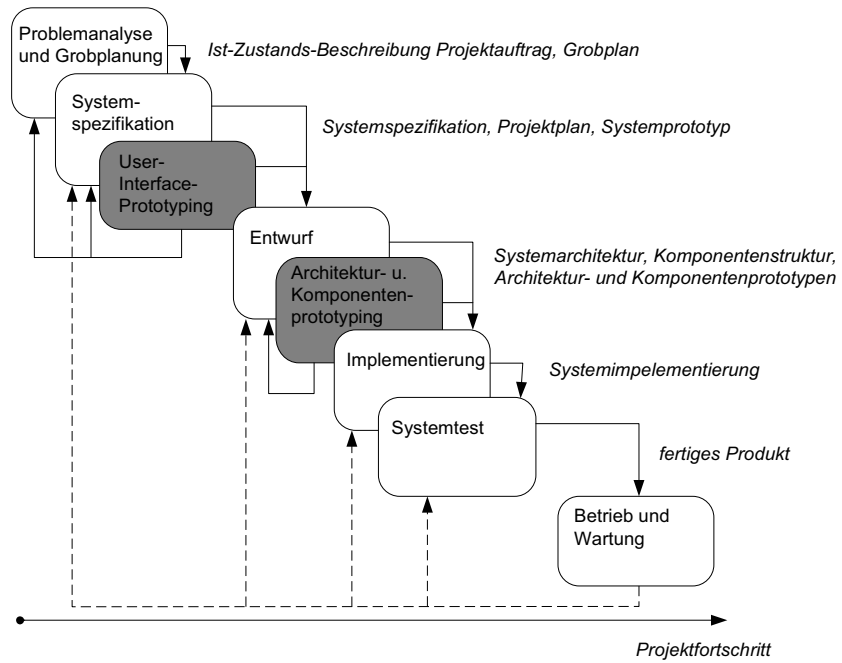 Problemanalyse
und Grobplanung
Ist-Zustands-Beschreibung Projektauftrag, Grobplan
System-
spezifikation
Systemspezifikation, Projektplan, Systemprototyp
User-
Interface-
Prototyping
Entwurf
Systemarchitektur, Komponentenstruktur,
Architektur- und Komponentenprototypen
Architektur- u.
Komponenten-
prototyping
Implementierung
Systemimpelementierung
Systemtest
fertiges Produkt
Betrieb und
Wartung
Projektfortschritt